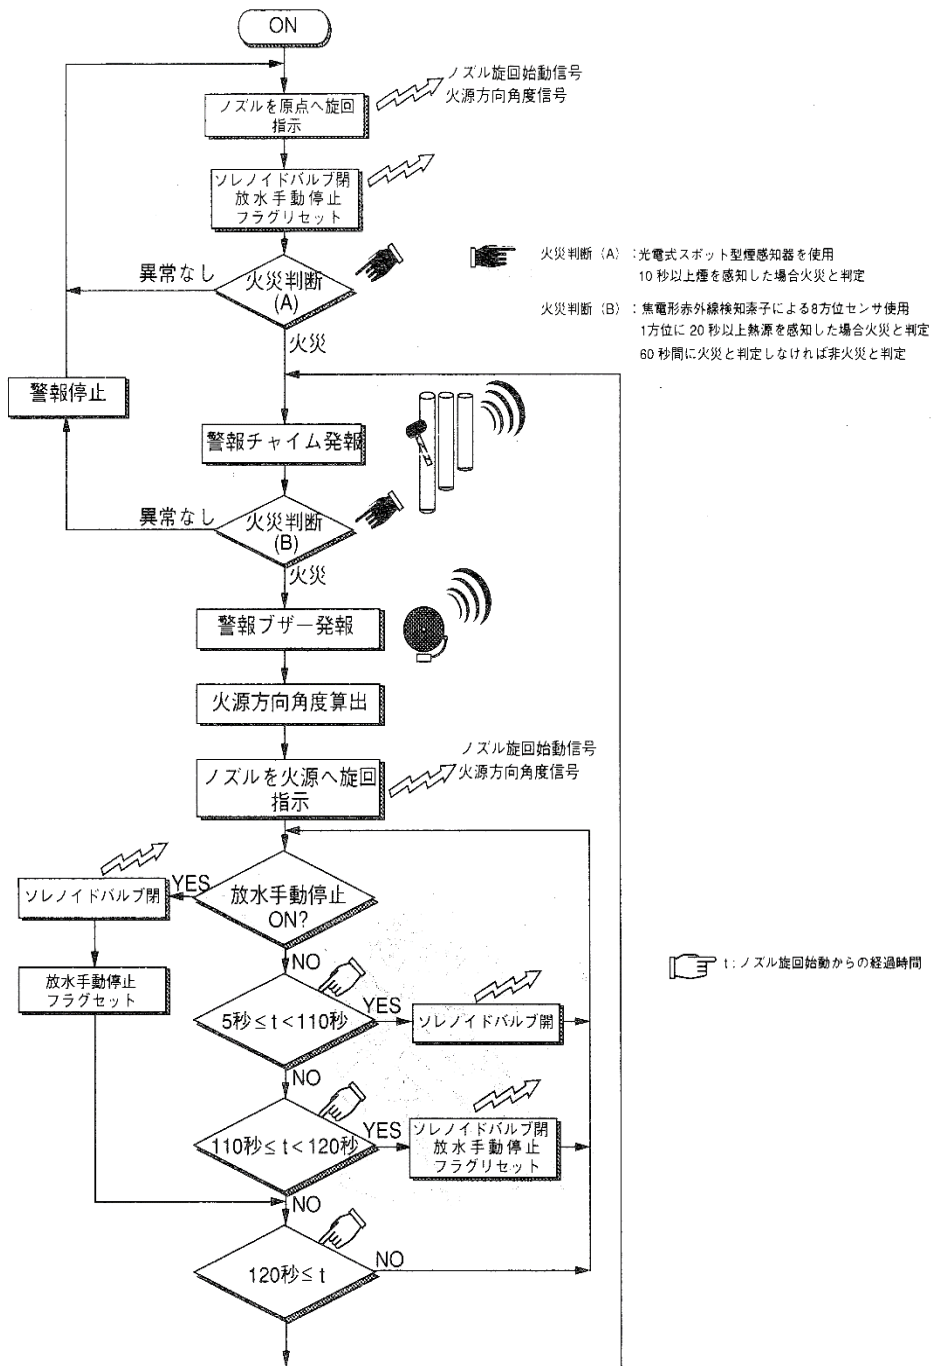 ON
ノズル旋回始動信号
火源方向角度信号
ノズルを原点へ旋回
指示
ソレノイドバルブ閉
放水手動停止
フラグリセット
異常なし
火災判断
(A)
火災
火災判断（A）：光電式スポット型煙感知器を使用
10秒以上煙を感知した場合火災と判定
火災判断（B）：焦電形赤外線検知素子による8方位センサ使用
1方位に20秒以上熱源を感知した場合火災と判定
60秒間に火災と判定しなければ非火災と判定
警報停止
警報チャイム発報
異常なし
火災判断
(B)
火災
警報ブザー発報
火源方向角度算出
ノズル旋回始動信号
火源方向角度信号
ノズルを火源へ旋回
指示
YES
ソレノイドバルブ閉
放水手動停止
ON?
NO
放水手動停止
フラグセット
t：ノズル旋回始動からの経過時間
5秒≤t<110秒
YES
ソレノイドバルブ開
NO
110秒≤t<120秒
YES
ソレノイドバルブ閉
放水手動停止
フラグリセット
NO
120秒≤t
NO